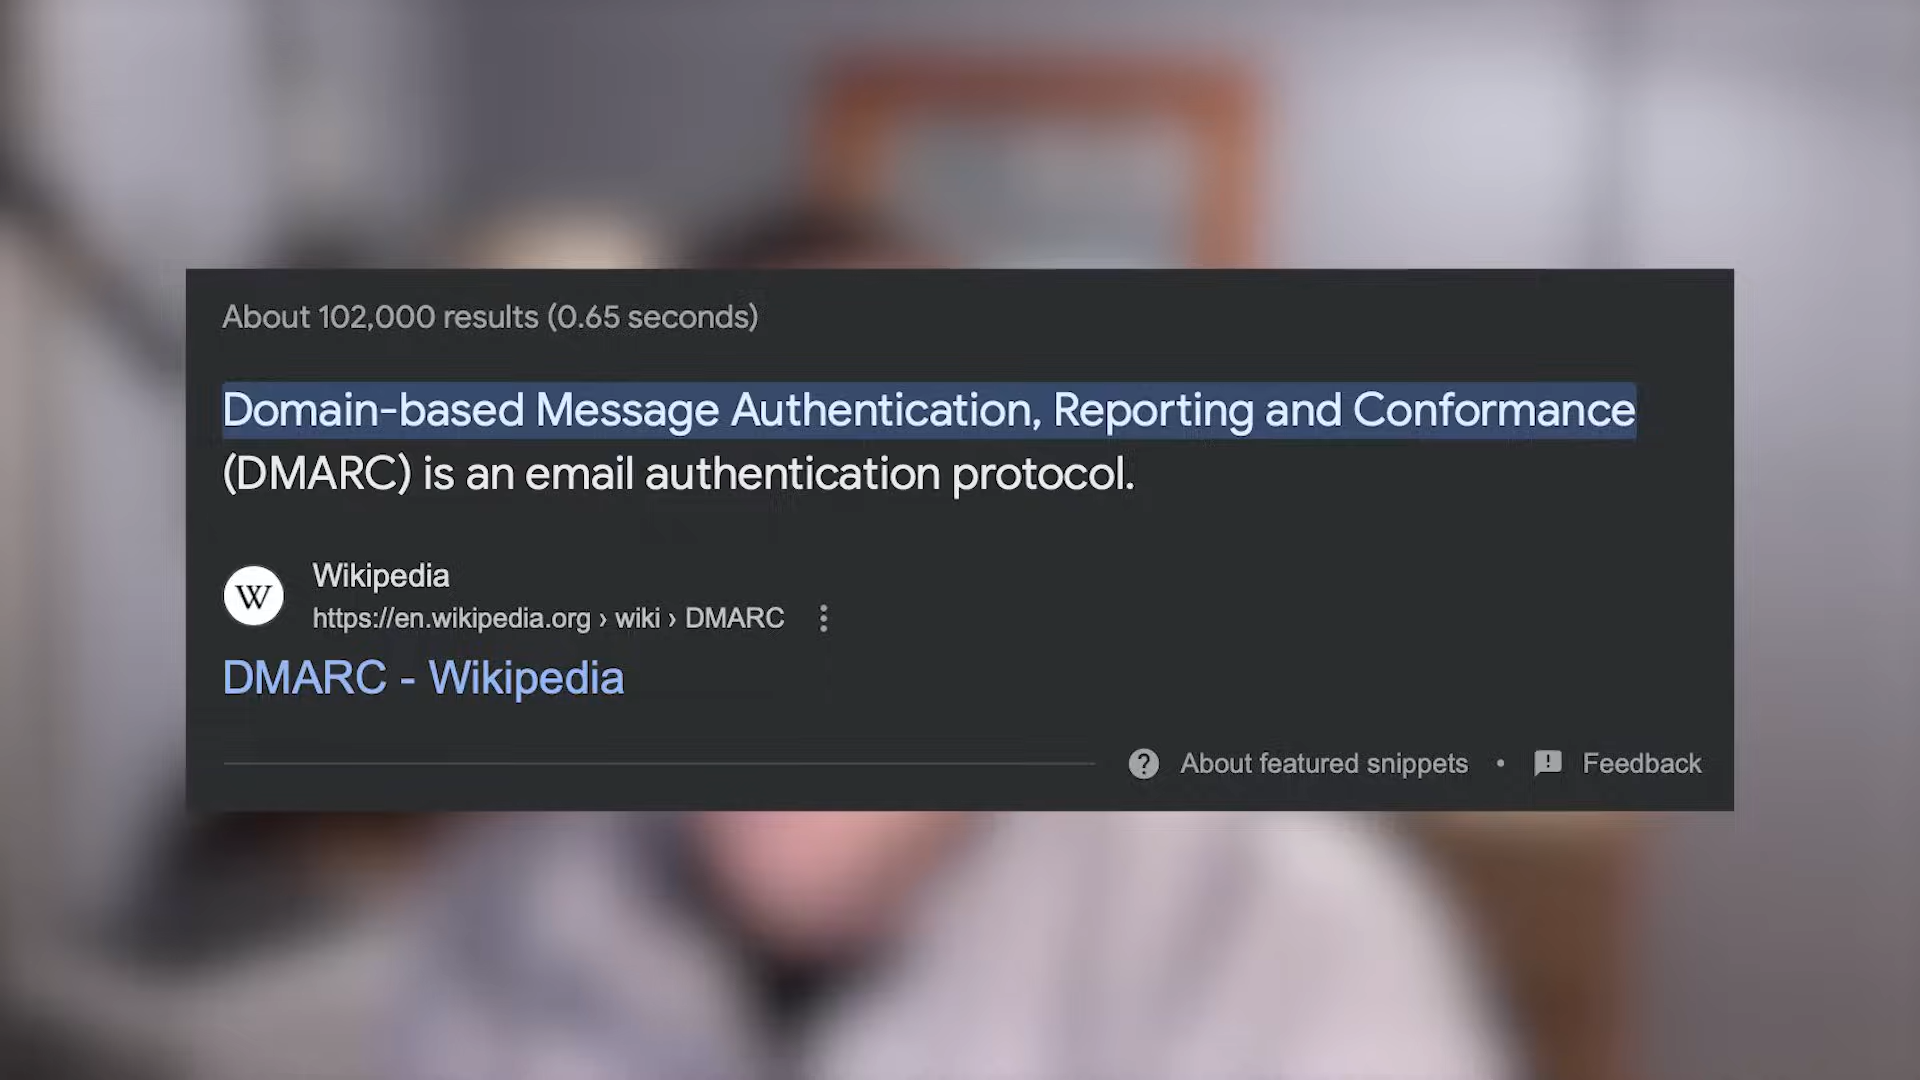 About 102,000 results (0.65 seconds)
Domain-based Message Authentication, Reporting and Conformance
(DMARC) is an email authentication protocol.
W
Wikipedia
https://en.wikipedia.org › wiki › DMARC
DMARC - Wikipedia
About featured snippets • Feedback